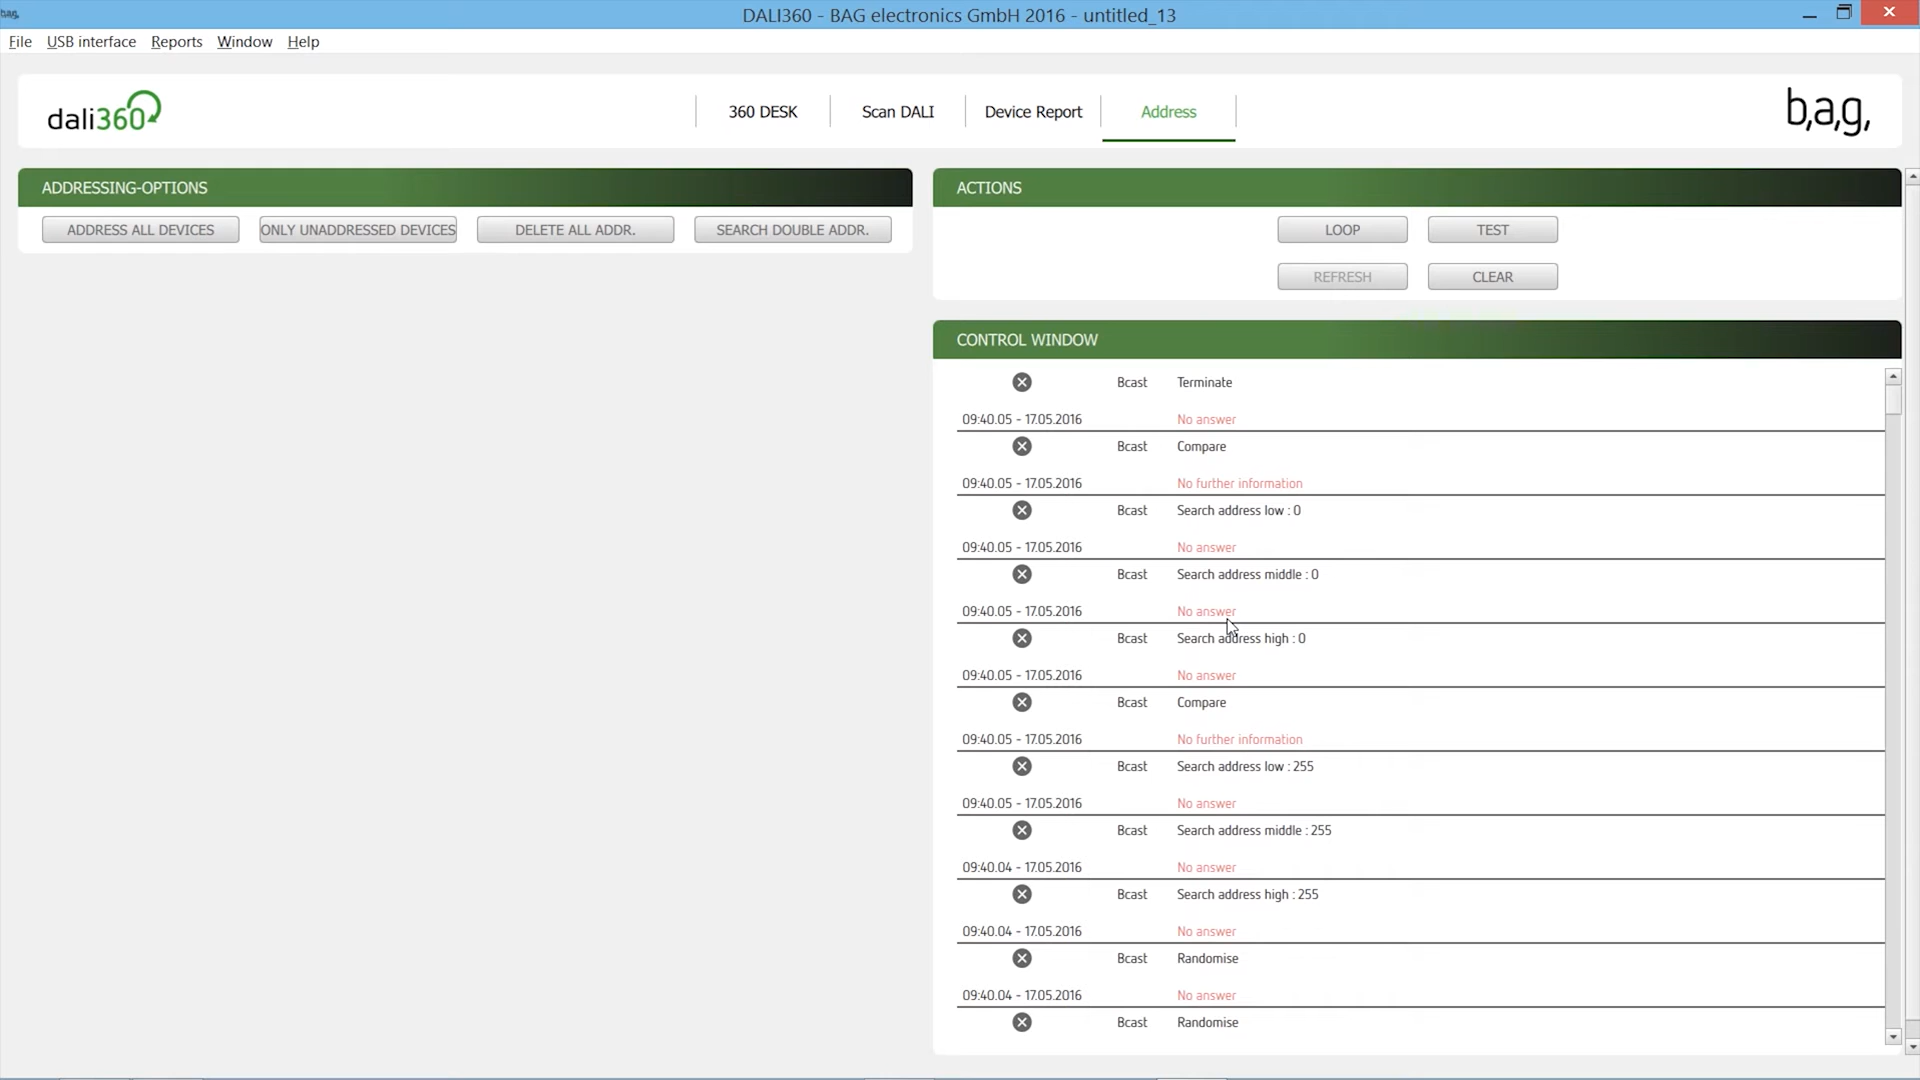 bag,
DALI360 - BAG electronics GmbH 2016 - untitled_13
File USB interface Reports Window Help
dali360
360 DESK Scan DALI Device Report Address
b,a,g,
ADDRESSING-OPTIONS
ADDRESS ALL DEVICES ONLY UNADDRESSED DEVICES DELETE ALL ADDR. SEARCH DOUBLE ADDR.
ACTIONS
LOOP TEST
REFRESH CLEAR
CONTROL WINDOW
Bcast Terminate
09:40.05 - 17.05.2016 No answer
Bcast Compare
09:40.05 - 17.05.2016 No further information
Bcast Search address low : 0
09:40.05 - 17.05.2016 No answer
Bcast Search address middle : 0
09:40.05 - 17.05.2016 No answer
Bcast Search address high : 0
09:40.05 - 17.05.2016 No answer
Bcast Compare
09:40.05 - 17.05.2016 No further information
Bcast Search address low : 255
09:40.05 - 17.05.2016 No answer
Bcast Search address middle : 255
09:40.04 - 17.05.2016 No answer
Bcast Search address high : 255
09:40.04 - 17.05.2016 No answer
Bcast Randomise
09:40.04 - 17.05.2016 No answer
Bcast Randomise